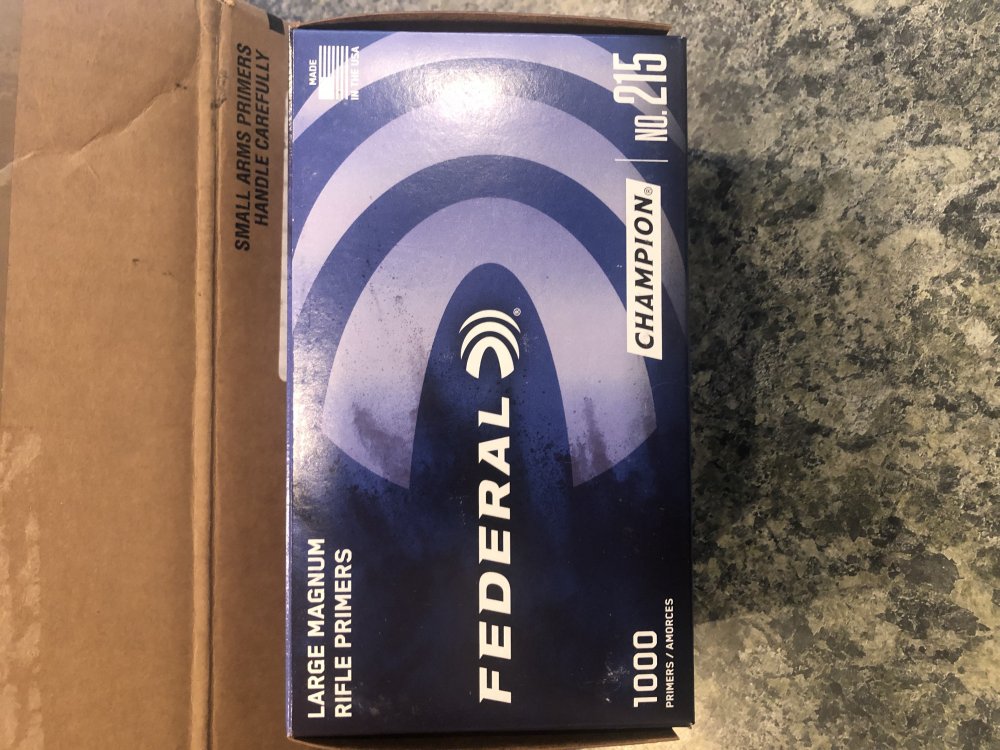 SMALL ARMS PRIMERS
HANDLE CAREFULLY
MADE
IN THE USA
LARGE MAGNUM
RIFLE PRIMERS
FEDERAL®
CHAMPION® | NO. 215
1000
PRIMERS / AMORCES